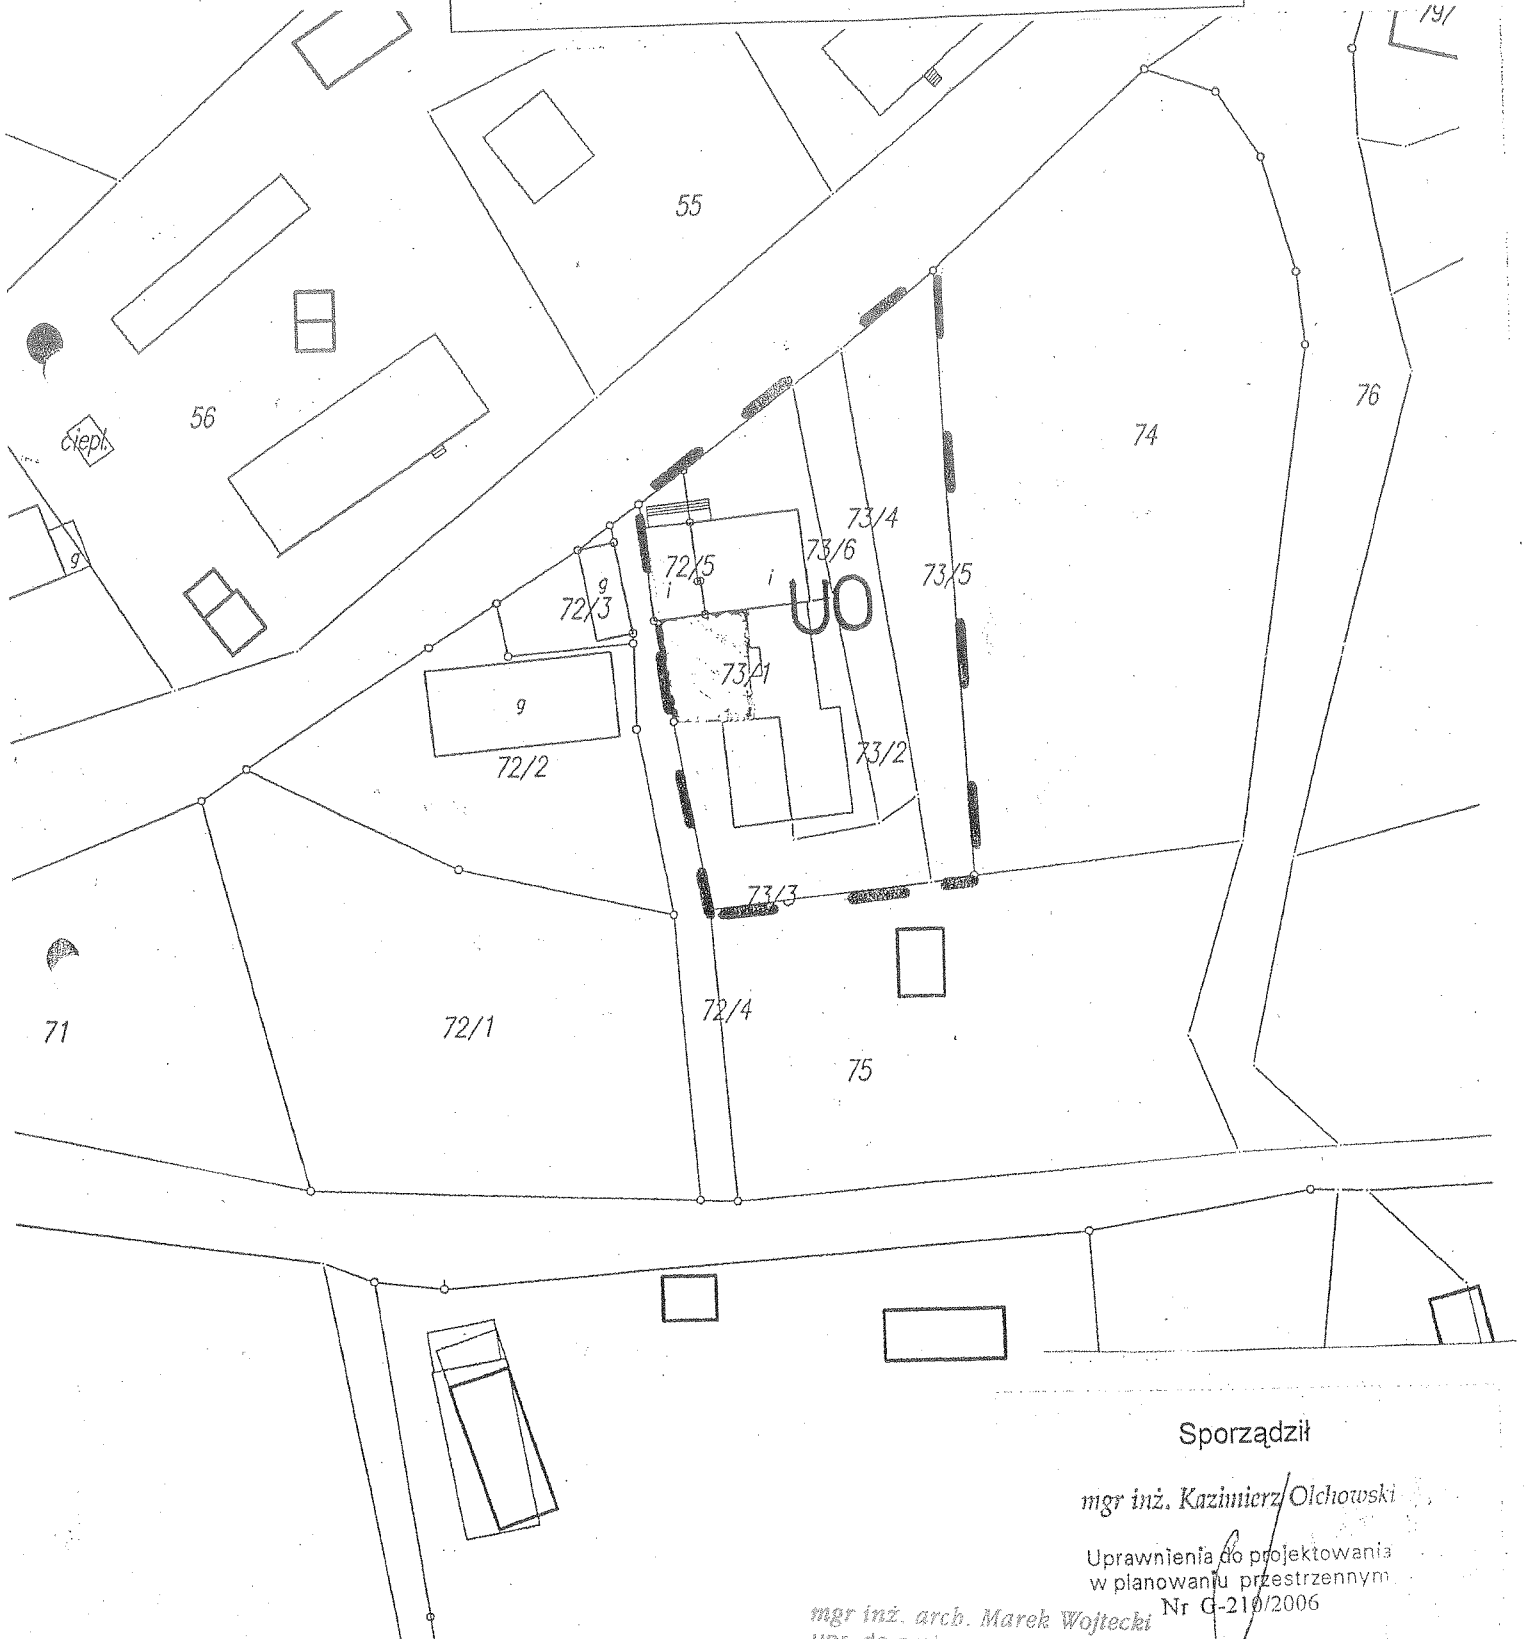 79/
55
56
ciepł.
g
74
76
73/4
73/6
73/5
72/5
i
i
UO
g
72/3
73/1
g
72/2
73/2
73/3
72/4
71
72/1
75
Sporządził
mgr inż. Kazimierz Olchowski
Uprawnienia do projektowania
w planowaniu przestrzennym
Nr G-210/2006
mgr inż. arch. Marek Wojtecki